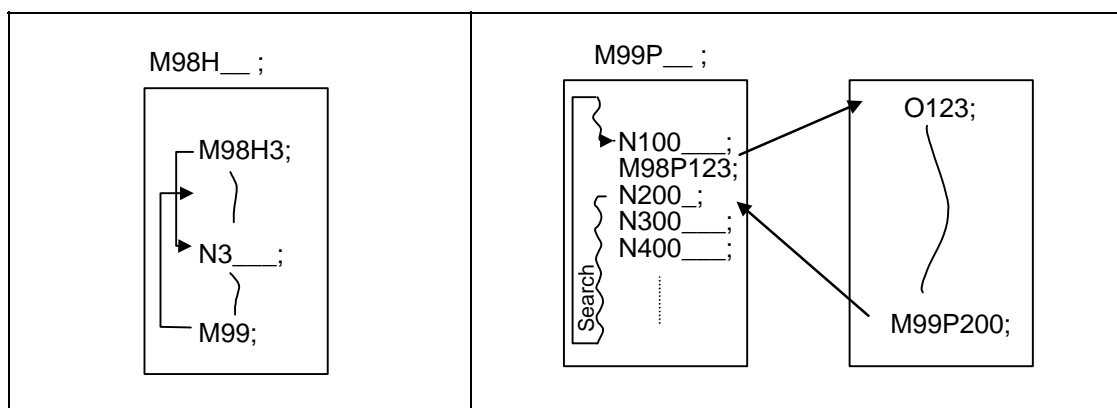 M98H__ ;
M98H3;
N3___;
M99;
M99P__ ;
N100___;
M98P123;
N200_;
N300___;
N400___;
Search
O123;
M99P200;